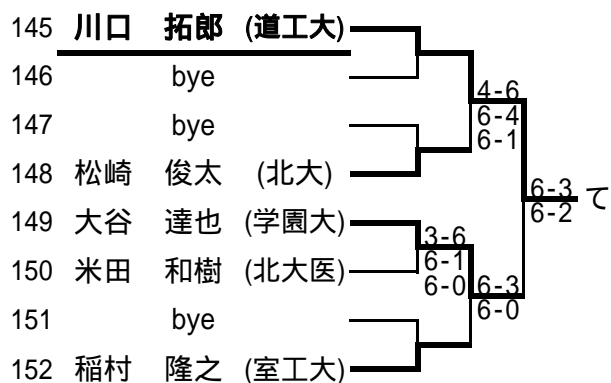 145 川口 拓郎 (道工大)
146 bye
147 bye
148 松崎 俊太 (北大)
149 大谷 達也 (学園大)
150 米田 和樹 (北大医)
151 bye
152 稲村 隆之 (室工大)
4-6
6-4
6-1
3-6
6-1
6-0
6-3
6-0
6-3
6-2
て